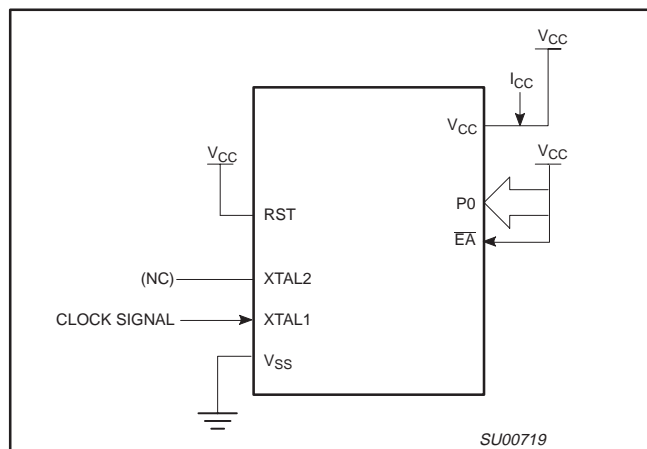 VCC
ICC
VCC
VCC
VCC
RST
P0
EA
(NC)
XTAL2
CLOCK SIGNAL
XTAL1
VSS
SU00719